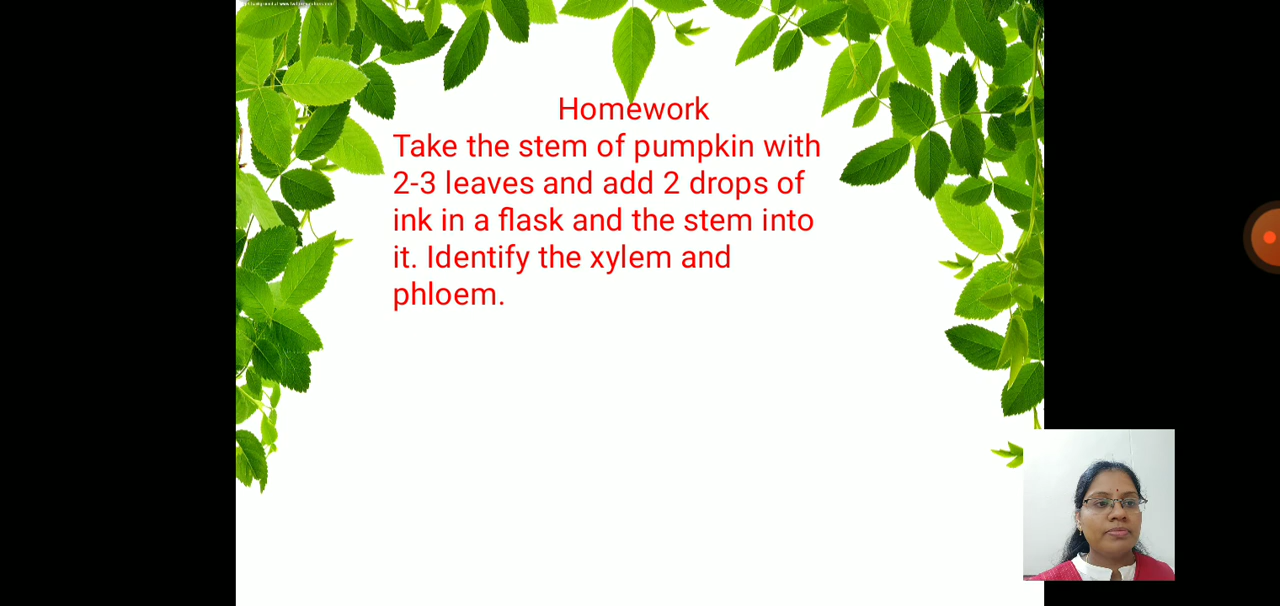 Homework
Take the stem of pumpkin with
2-3 leaves and add 2 drops of
ink in a flask and the stem into
it. Identify the xylem and
phloem.